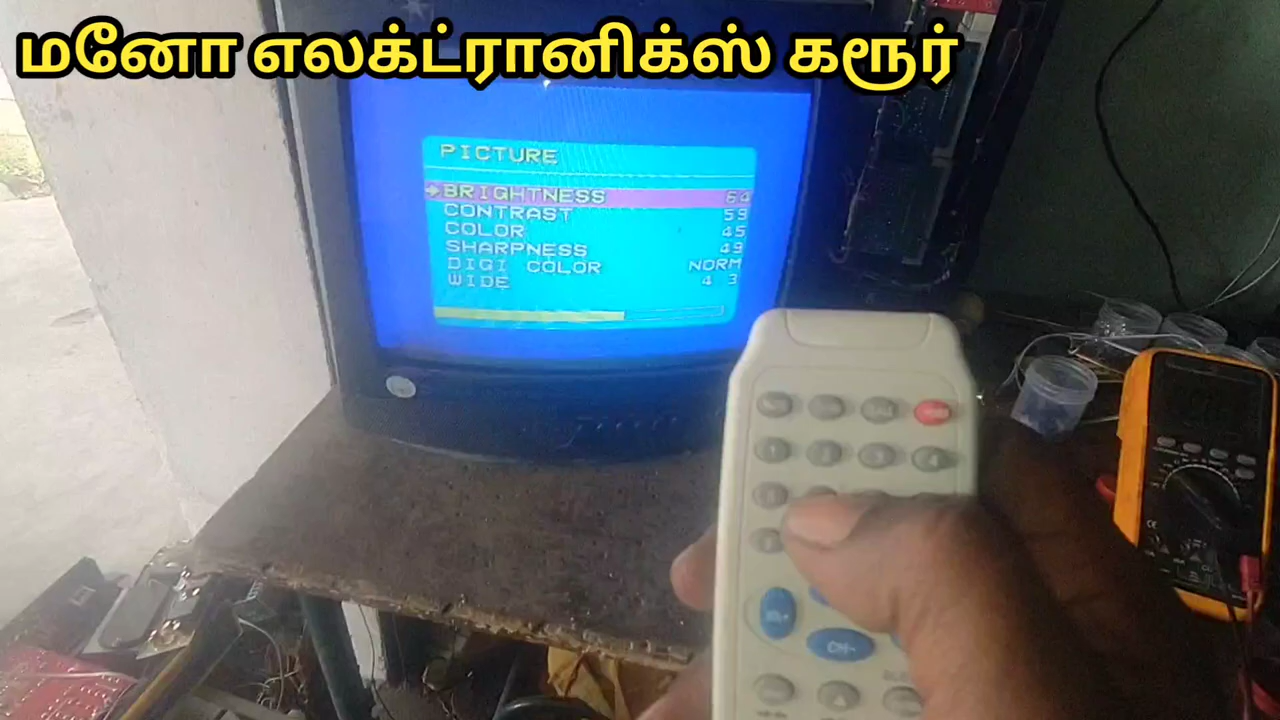 மனோ எலக்ட்ரானிக்ஸ் கரூர்
PICTURE
BRIGHTNESS 64
CONTRAST 59
COLOR 45
SHARPNESS 49
DIGI COLOR NORM
WIDE 4 3
CH-